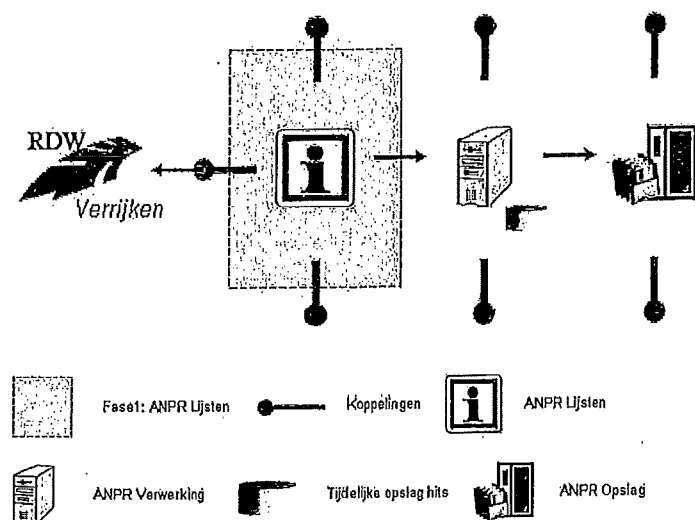 RDW
Verrijken
Fase1: ANPR Lijsten
Koppelingen
ANPR Lijsten
ANPR Verwerking
Tijdelijke opslag hits
ANPR Opslag